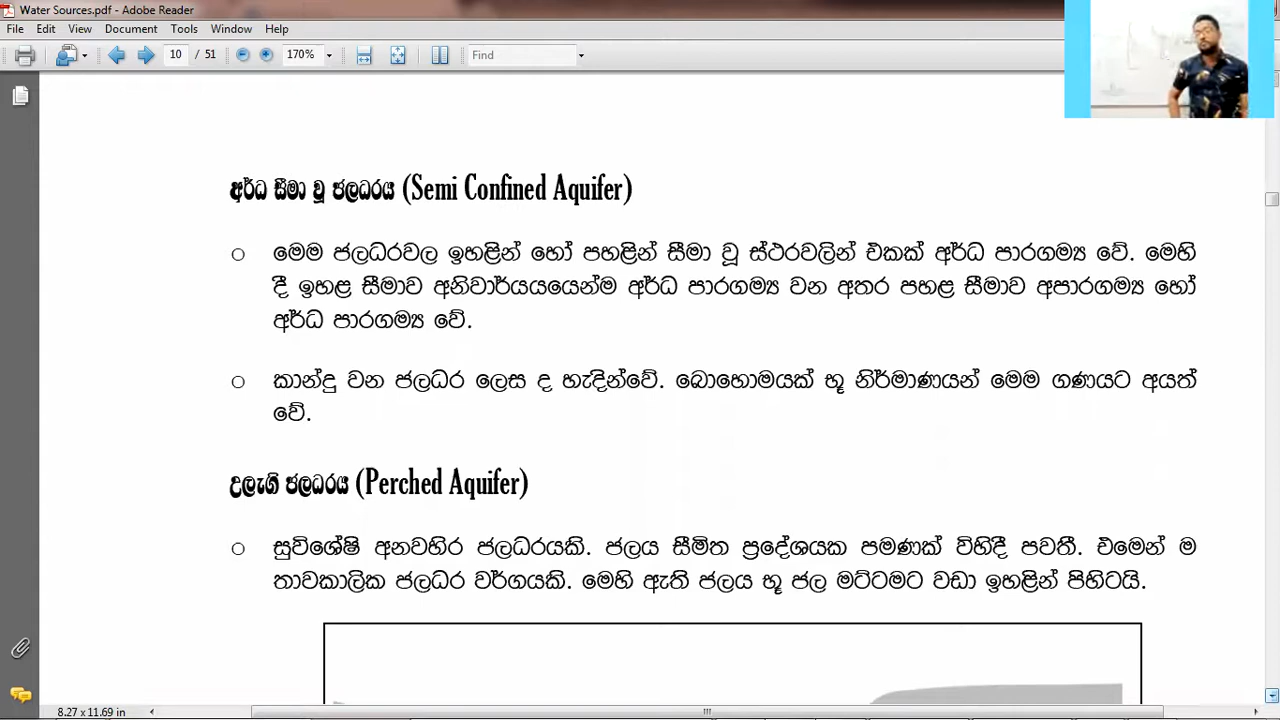 Water Sources.pdf - Adobe Reader
File Edit View Document Tools Window Help
10 / 51 170% Find
අර්ධ සීමා වූ ජලධරය (Semi Confined Aquifer)
○ මෙම ජලධරවල ඉහළින් හෝ පහළින් සීමා වූ ස්ථරවලින් එකක් අර්ධ පාරගම්‍ය වේ. මෙහි
දී ඉහළ සීමාව අනිවාර්යයයෙන්ම අර්ධ පාරගම්‍ය වන අතර පහළ සීමාව අපාරගම්‍ය හෝ
අර්ධ පාරගම්‍ය වේ.
○ කාන්දු වන ජලධර ලෙස ද හැදින්වේ. බොහොමයක් භූ නිර්මාණයන් මෙම ගණයට අයත්
වේ.
උලැගි ජලධරය (Perched Aquifer)
○ සුවිශේෂි අනවහිර ජලධරයකි. ජලය සීමිත ප්‍රදේශයක පමණක් විහිදී පවතී. එමෙන් ම
තාවකාලික ජලධර වර්ගයකි. මෙහි ඇති ජලය භූ ජල මට්ටමට වඩා ඉහළින් පිහිටයි.
8.27 x 11.69 in